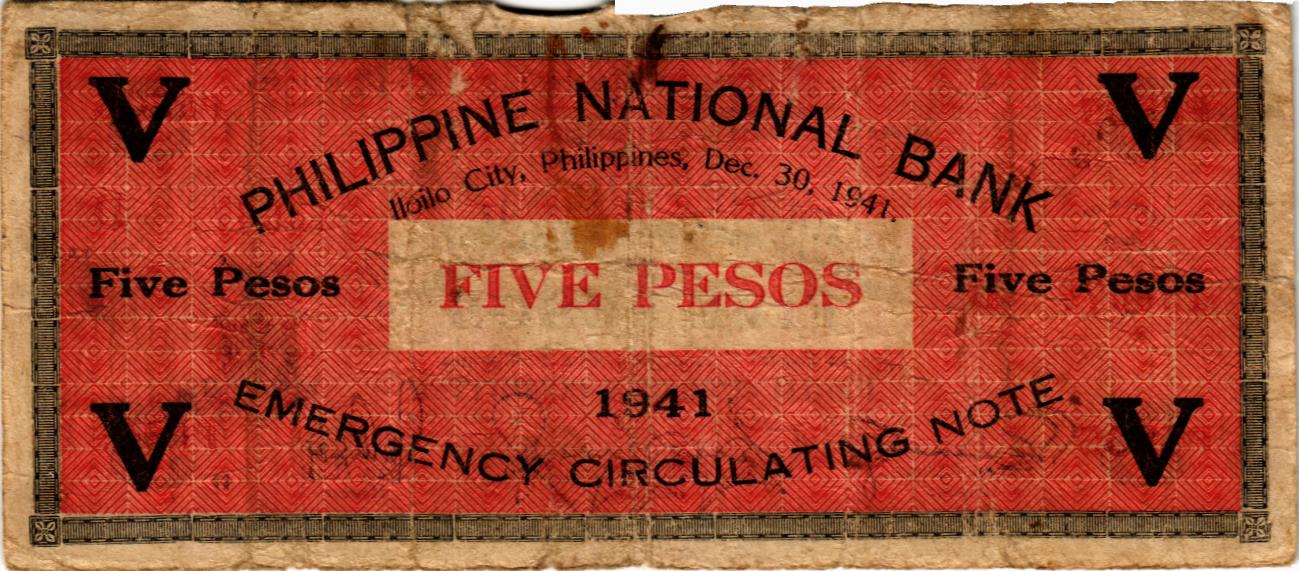 V V
PHILIPPINE NATIONAL BANK
Iloilo City, Philippines, Dec. 30, 1941.
Five Pesos FIVE PESOS Five Pesos
1941
EMERGENCY CIRCULATING NOTE
V V